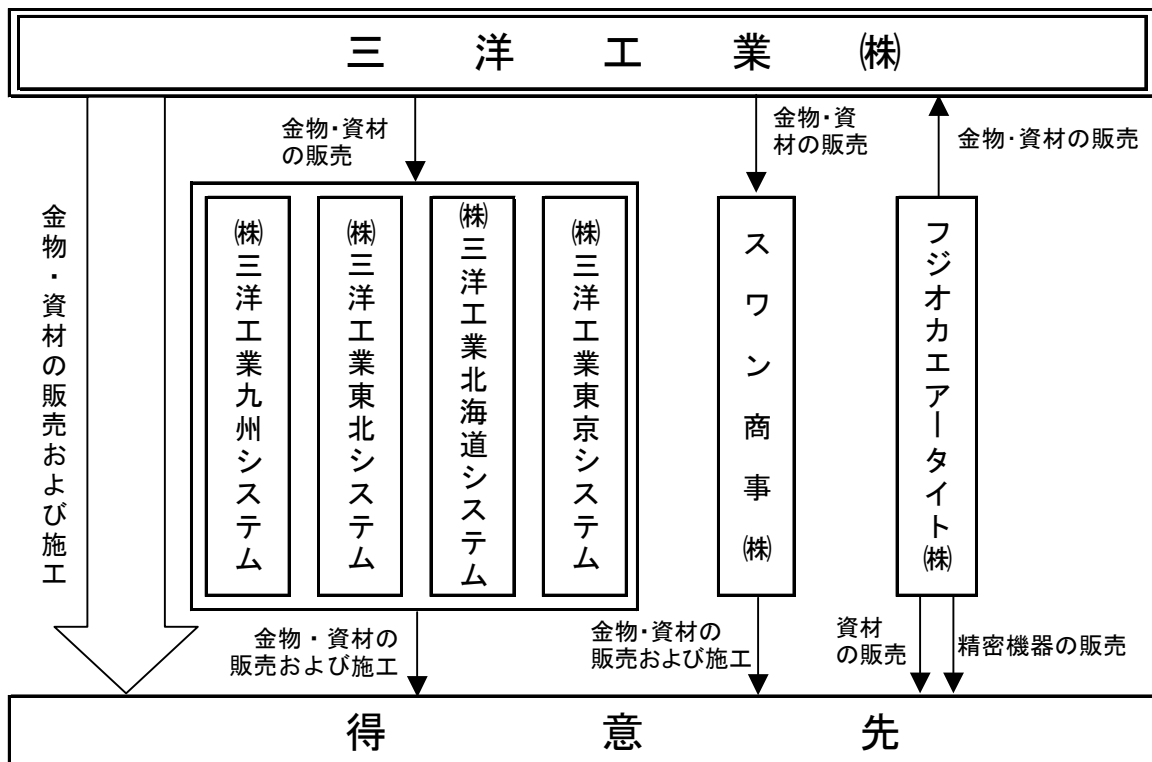 三洋工業㈱
金物・資材
の販売
金物・資
材の販売
金物・資材の販売
金物・資材の販売および施工
㈱三洋工業九州システム
㈱三洋工業東北システム
㈱三洋工業北海道システム
㈱三洋工業東京システム
スワン商事㈱
フジオカエアータイト㈱
金物・資材の
販売および施工
金物・資材の
販売および施工
資材
の販売
精密機器の販売
得意先